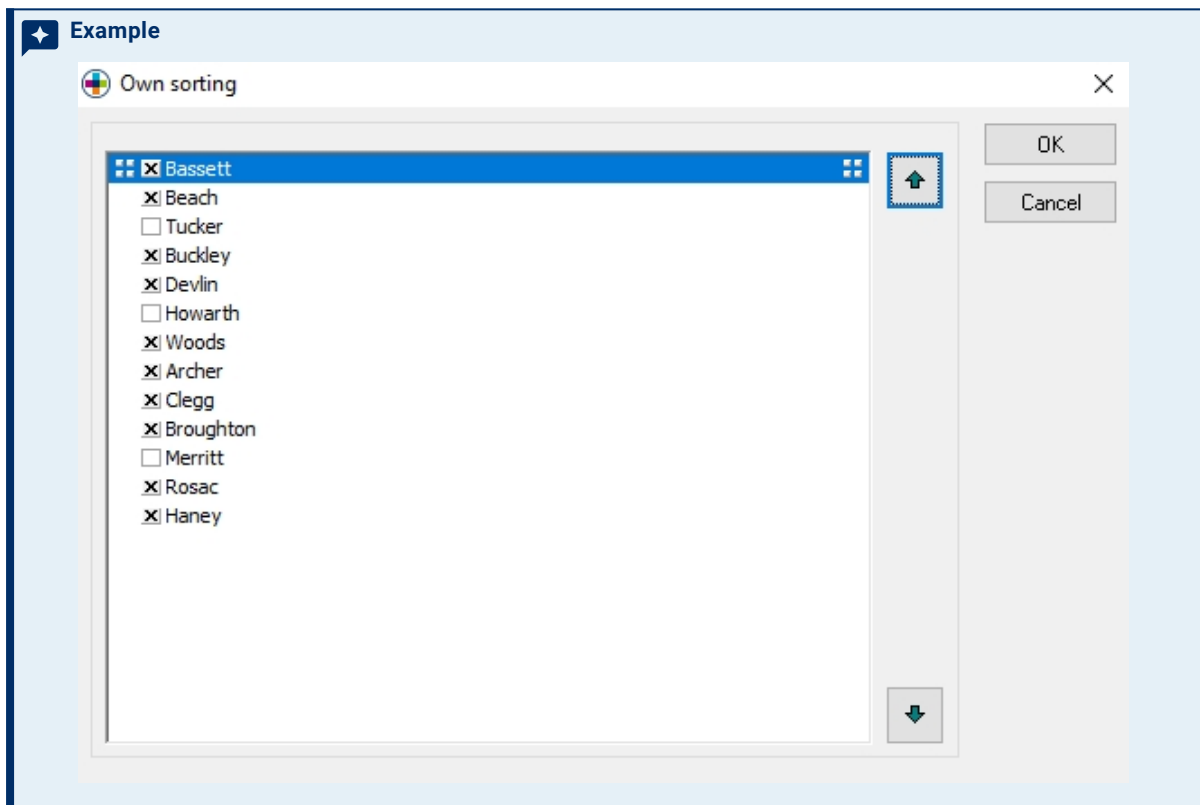 Example
Own sorting
OK
Cancel
Bassett
Beach
Tucker
Buckley
Devlin
Howarth
Woods
Archer
Clegg
Broughton
Merritt
Rosac
Haney